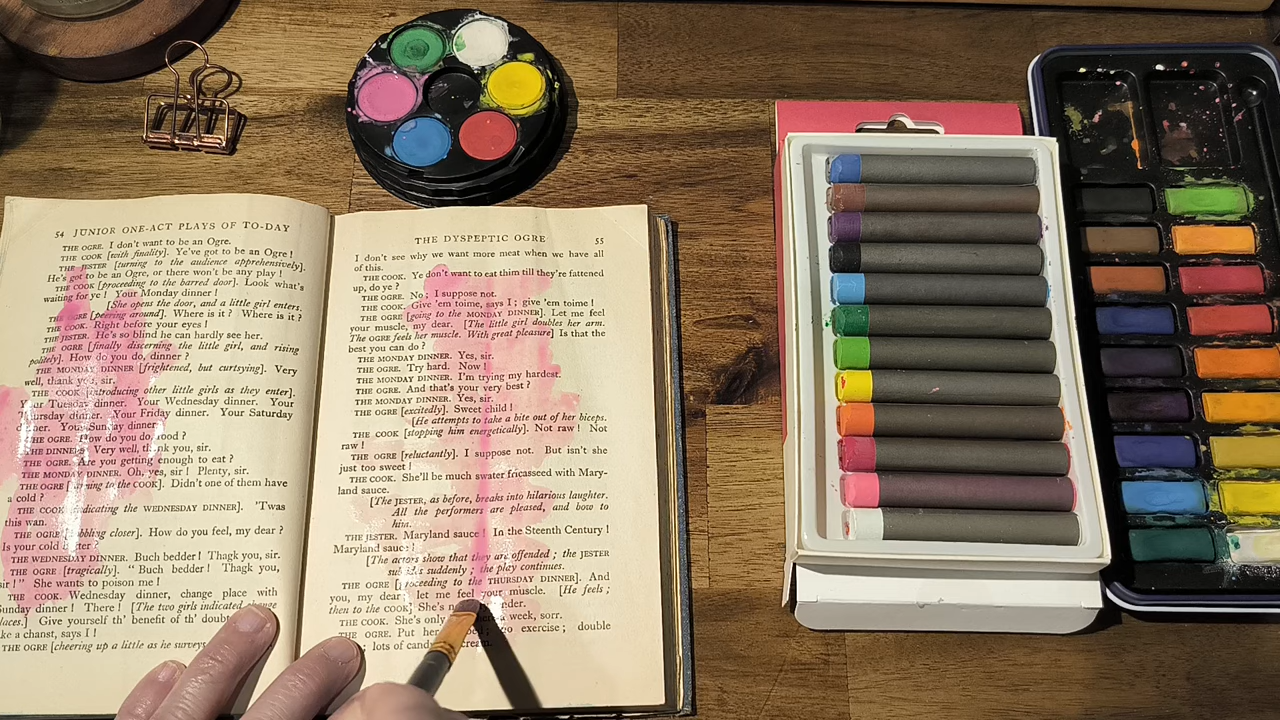 54 JUNIOR ONE-ACT PLAYS OF TO-DAY
THE OGRE. I don't want to be an Ogre.
THE COOK [with finality]. Ye've got to be an Ogre!
THE JESTER [turning to the audience apprehensively].
He's got to be an Ogre, or there won't be any play!
THE COOK [proceeding to the barred door]. Look what's
waiting for ye! Your Monday dinner!
[She opens the door, and a little girl enters.
THE OGRE [peering around]. Where is it? Where is it?
THE COOK. Right before your eyes!
THE JESTER. He's so blind he can hardly see her.
THE OGRE [finally discerning the little girl, and rising
politely]. How do you do, dinner?
THE MONDAY DINNER [frightened, but curtsying]. Very
well, thank you, sir.
THE COOK [introducing other little girls as they enter].
Your Tuesday dinner. Your Wednesday dinner. Your
Thursday dinner. Your Friday dinner. Your Saturday
dinner. Your Sunday dinner.
THE OGRE. How do you do, food?
THE DINNERS. Very well, thank you, sir.
THE OGRE. Are you getting enough to eat?
THE MONDAY DINNER. Oh, yes, sir! Plenty, sir.
THE OGRE [turning to the COOK]. Didn't one of them have
a cold?
THE COOK [indicating the WEDNESDAY DINNER]. 'Twas
this wan.
THE OGRE [hobbling closer]. How do you feel, my dear?
Is your cold better?
THE WEDNESDAY DINNER. Buch bedder! Thagk you, sir.
THE OGRE [tragically]. "Buch bedder! Thagk you,
sir!" She wants to poison me!
THE COOK. Wednesday dinner, change place with
Sunday dinner! There! [The two girls indicated change
places.] Give yourself th' benefit of th' doubt
ke a chanst, says I!
THE OGRE [cheering up a little as he surveys
THE DYSPEPTIC OGRE 55
I don't see why we want more meat when we have all
of this.
THE COOK. Ye don't want to eat thim till they're fattened
up, do ye?
THE OGRE. No; I suppose not.
THE COOK. Give 'em toime, says I; give 'em toime!
THE OGRE [going to the MONDAY DINNER]. Let me feel
your muscle, my dear. [The little girl doubles her arm.
The OGRE feels her muscle. With great pleasure] Is that the
best you can do?
THE MONDAY DINNER. Yes, sir.
THE OGRE. Try hard. Now!
THE MONDAY DINNER. I'm trying my hardest.
THE OGRE. And that's your very best?
THE MONDAY DINNER. Yes, sir.
THE OGRE [excitedly]. Sweet child!
[He attempts to take a bite out of her biceps.
THE COOK [stopping him energetically]. Not raw! Not
raw!
THE OGRE [reluctantly]. I suppose not. But isn't she
just too sweet!
THE COOK. She'll be much swater fricasseed with Mary-
land sauce.
[The JESTER, as before, breaks into hilarious laughter.
All the performers are pleased, and bow to
him.
THE JESTER. Maryland sauce! In the Steenth Century!
Maryland sauce!
[The actors show that they are offended; the JESTER
suddenly; the play continues.
THE OGRE [proceeding to the THURSDAY DINNER]. And
you, my dear; let me feel your muscle. [He feels;
then to the COOK] She's
THE COOK. She's only a week, sorr.
THE OGRE. Put her exercise; double
lots of candy